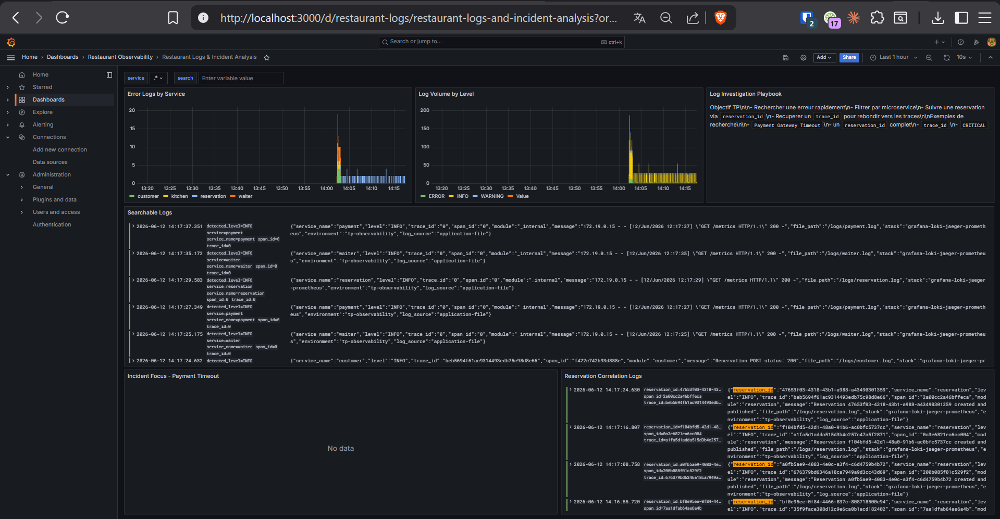 http://localhost:3000/d/restaurant-logs/restaurant-logs-and-incident-analysis?or...
2
17
Search or jump to...
ctrl+k
Home › Dashboards › Restaurant Observability › Restaurant Logs & Incident Analysis
Add
Share
Last 1 hour
10s
Home
Starred
Dashboards
Explore
Alerting
Connections
Add new connection
Data sources
Administration
General
Plugins and data
Users and access
Authentication
service
.*
search
Enter variable value
Error Logs by Service
20
15
10
5
0
13:20 13:25 13:30 13:35 13:40 13:45 13:50 13:55 14:00 14:05 14:10 14:15
customer kitchen reservation waiter
Log Volume by Level
200
150
100
50
0
13:20 13:25 13:30 13:35 13:40 13:45 13:50 13:55 14:00 14:05 14:10 14:15
ERROR INFO WARNING Value
Log Investigation Playbook
Objectif TP\n\n- Rechercher une erreur rapidement\n- Filtrer par microservice\n- Suivre une reservation
via reservation_id \n- Recuperer un trace_id pour rebondir vers les traces\n\nExemples de
recherche\n\n- Payment Gateway Timeout \n- un reservation_id complet\n- trace_id \n- CRITICAL
Searchable Logs
2026-06-12 14:17:37.351
detected_level=INFO
service=payment
service_name=payment span_id=0
trace_id=0
{"service_name":"payment","level":"INFO","trace_id":"0","span_id":"0","module":"_internal","message":"172.19.0.15 - - [12/Jun/2026 12:17:37] \"GET /metrics HTTP/1.1\" 200 -","file_path":"/logs/payment.log","stack":"grafana-loki-jaeger-prometh
eus","environment":"tp-observability","log_source":"application-file"}
2026-06-12 14:17:35.172
detected_level=INFO
service=waiter
service_name=waiter span_id=0
trace_id=0
{"service_name":"waiter","level":"INFO","trace_id":"0","span_id":"0","module":"_internal","message":"172.19.0.15 - - [12/Jun/2026 12:17:35] \"GET /metrics HTTP/1.1\" 200 -","file_path":"/logs/waiter.log","stack":"grafana-loki-jaeger-prometheu
s","environment":"tp-observability","log_source":"application-file"}
2026-06-12 14:17:29.583
detected_level=INFO
service=reservation
service_name=reservation
span_id=0 trace_id=0
{"service_name":"reservation","level":"INFO","trace_id":"0","span_id":"0","module":"_internal","message":"172.19.0.15 - - [12/Jun/2026 12:17:29] \"GET /metrics HTTP/1.1\" 200 -","file_path":"/logs/reservation.log","stack":"grafana-loki-jaeger
-prometheus","environment":"tp-observability","log_source":"application-file"}
2026-06-12 14:17:27.349
detected_level=INFO
service=payment
service_name=payment span_id=0
trace_id=0
{"service_name":"payment","level":"INFO","trace_id":"0","span_id":"0","module":"_internal","message":"172.19.0.15 - - [12/Jun/2026 12:17:27] \"GET /metrics HTTP/1.1\" 200 -","file_path":"/logs/payment.log","stack":"grafana-loki-jaeger-prometh
eus","environment":"tp-observability","log_source":"application-file"}
2026-06-12 14:17:25.175
detected_level=INFO
service=waiter
service_name=waiter span_id=0
trace_id=0
{"service_name":"waiter","level":"INFO","trace_id":"0","span_id":"0","module":"_internal","message":"172.19.0.15 - - [12/Jun/2026 12:17:25] \"GET /metrics HTTP/1.1\" 200 -","file_path":"/logs/waiter.log","stack":"grafana-loki-jaeger-prometheu
s","environment":"tp-observability","log_source":"application-file"}
2026-06-12 14:17:24.632
detected_level=INFO
{"service_name":"customer","level":"INFO","trace_id":"beb5694f61ac9314493edb75c98d8e66","span_id":"f422c742b93d888e","module":"customer","message":"Reservation POST status: 200","file_path":"/logs/customer.log","stack":"grafana-loki-jaeger-pr
Incident Focus - Payment Timeout
No data
Reservation Correlation Logs
2026-06-12 14:17:24.630
reservation_id=47653f03-4318-43...
span_id=2a00cc2a46bffeca
trace_id=beb5694f61ac9314493edb...
{"reservation_id":"47653f03-4318-43b1-a988-a43490301359","service_name":"reservation","lev
el":"INFO","trace_id":"beb5694f61ac9314493edb75c98d8e66","span_id":"2a00cc2a46bffeca","mod
ule":"reservation","message":"Reservation 47653f03-4318-43b1-a988-a43490301359 created and
published","file_path":"/logs/reservation.log","stack":"grafana-loki-jaeger-prometheus","e
nvironment":"tp-observability","log_source":"application-file"}
2026-06-12 14:17:16.807
reservation_id=f104bfd5-42d1-48...
span_id=0a3e6821ea6cc004
trace_id=a1fa5d1adda515d3b4c257...
{"reservation_id":"f104bfd5-42d1-48a0-91b6-ac0bfc5737cc","service_name":"reservation","lev
el":"INFO","trace_id":"a1fa5d1adda515d3b4c257c47a5f2871","span_id":"0a3e6821ea6cc004","mod
ule":"reservation","message":"Reservation f104bfd5-42d1-48a0-91b6-ac0bfc5737cc created and
published","file_path":"/logs/reservation.log","stack":"grafana-loki-jaeger-prometheus","e
nvironment":"tp-observability","log_source":"application-file"}
2026-06-12 14:17:08.758
reservation_id=a0fb5ae9-4083-4e...
span_id=200b085f01c529f2
trace_id=676379bd6346a18ca7949a...
{"reservation_id":"a0fb5ae9-4083-4e0c-a3f4-c6d4759b4b72","service_name":"reservation","lev
el":"INFO","trace_id":"676379bd6346a18ca7949a9d3cc43d69","span_id":"200b085f01c529f2","mod
ule":"reservation","message":"Reservation a0fb5ae9-4083-4e0c-a3f4-c6d4759b4b72 created and
published","file_path":"/logs/reservation.log","stack":"grafana-loki-jaeger-prometheus","e
nvironment":"tp-observability","log_source":"application-file"}
2026-06-12 14:16:55.720
reservation_id=bf0e95ee-0f84-44...
span_id=7aa1dfab64ae6a4b
{"reservation_id":"bf0e95ee-0f84-4466-837c-808718500e94","service_name":"reservation","lev
el":"INFO","trace_id":"35f9face308d12c9e6ca0b1acd182402","span_id":"7aa1dfab64ae6a4b","mod